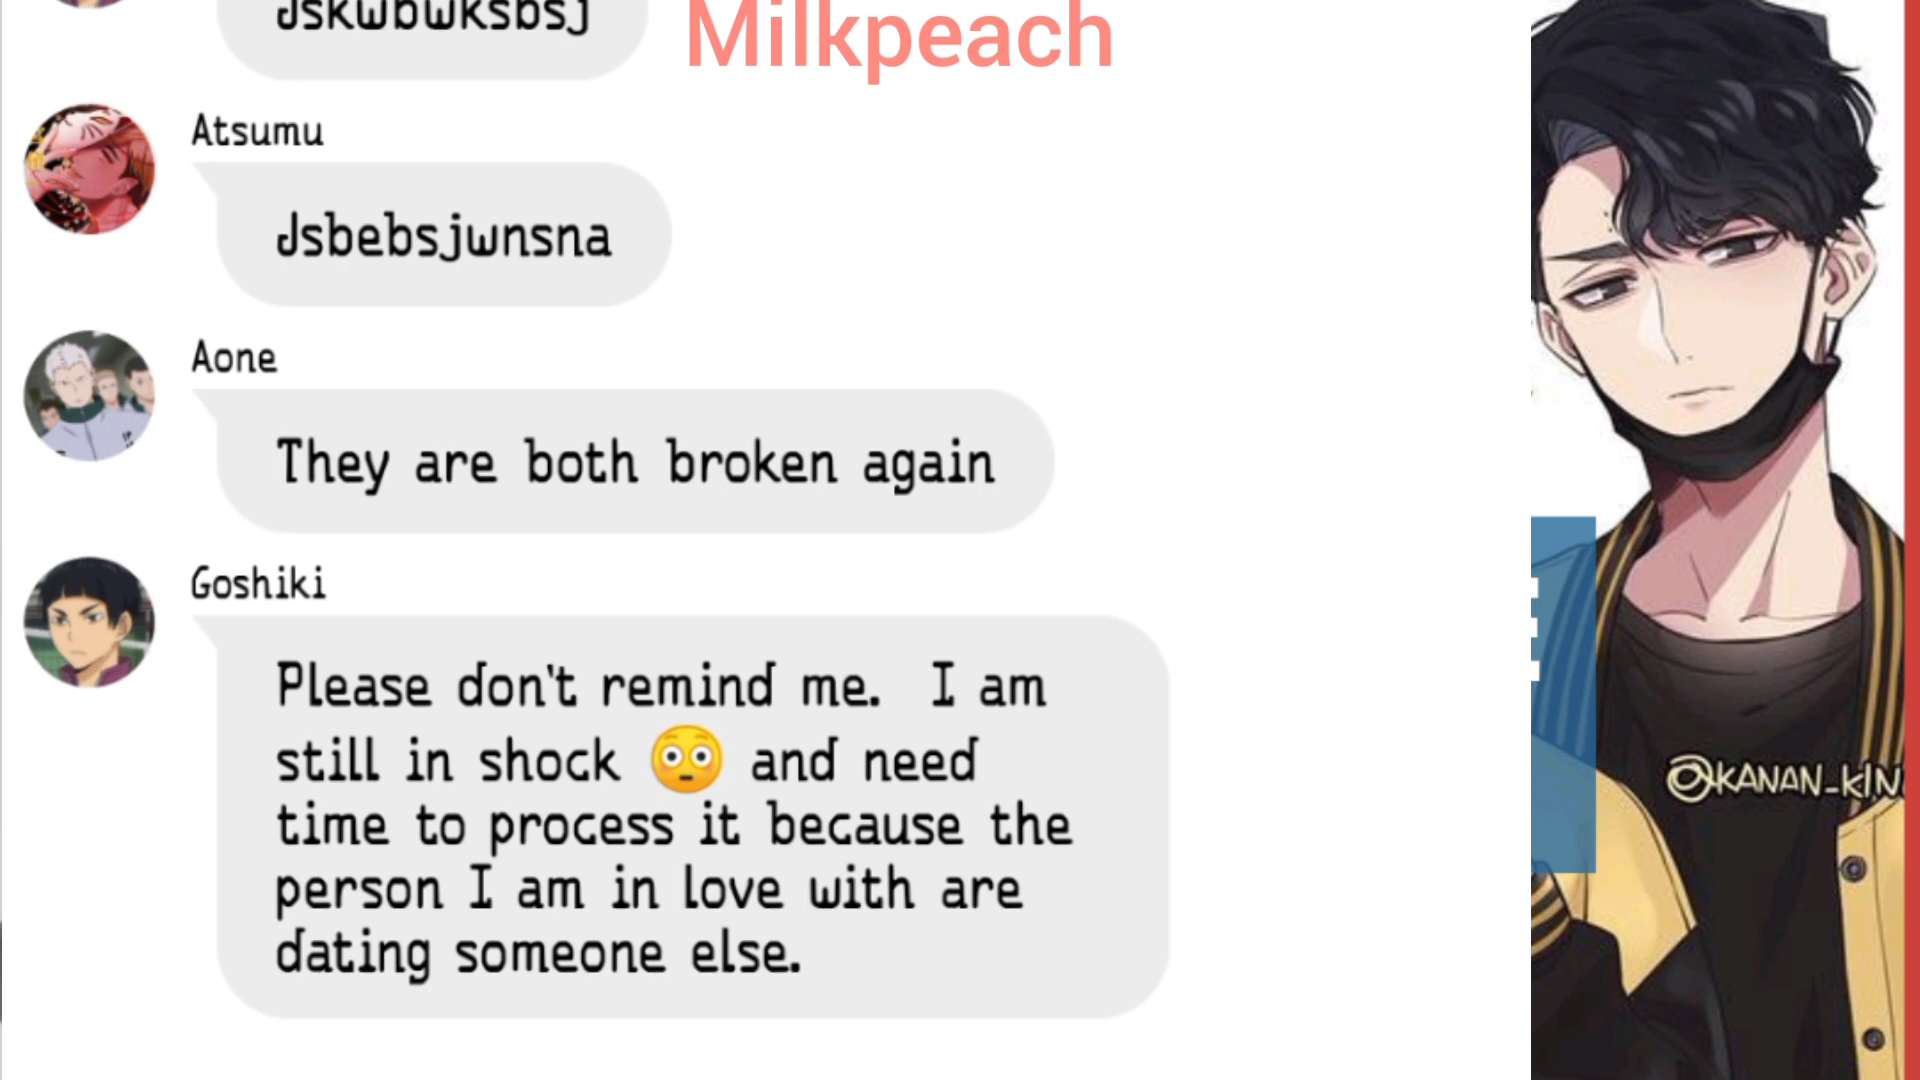 Jskwbwksbsj
Milkpeach
Atsumu
Jsbebsjwnsna
Aone
They are both broken again
Goshiki
Please don't remind me. I am
still in shock 😳 and need
time to process it because the
person I am in love with are
dating someone else.
@KANAN_KIN